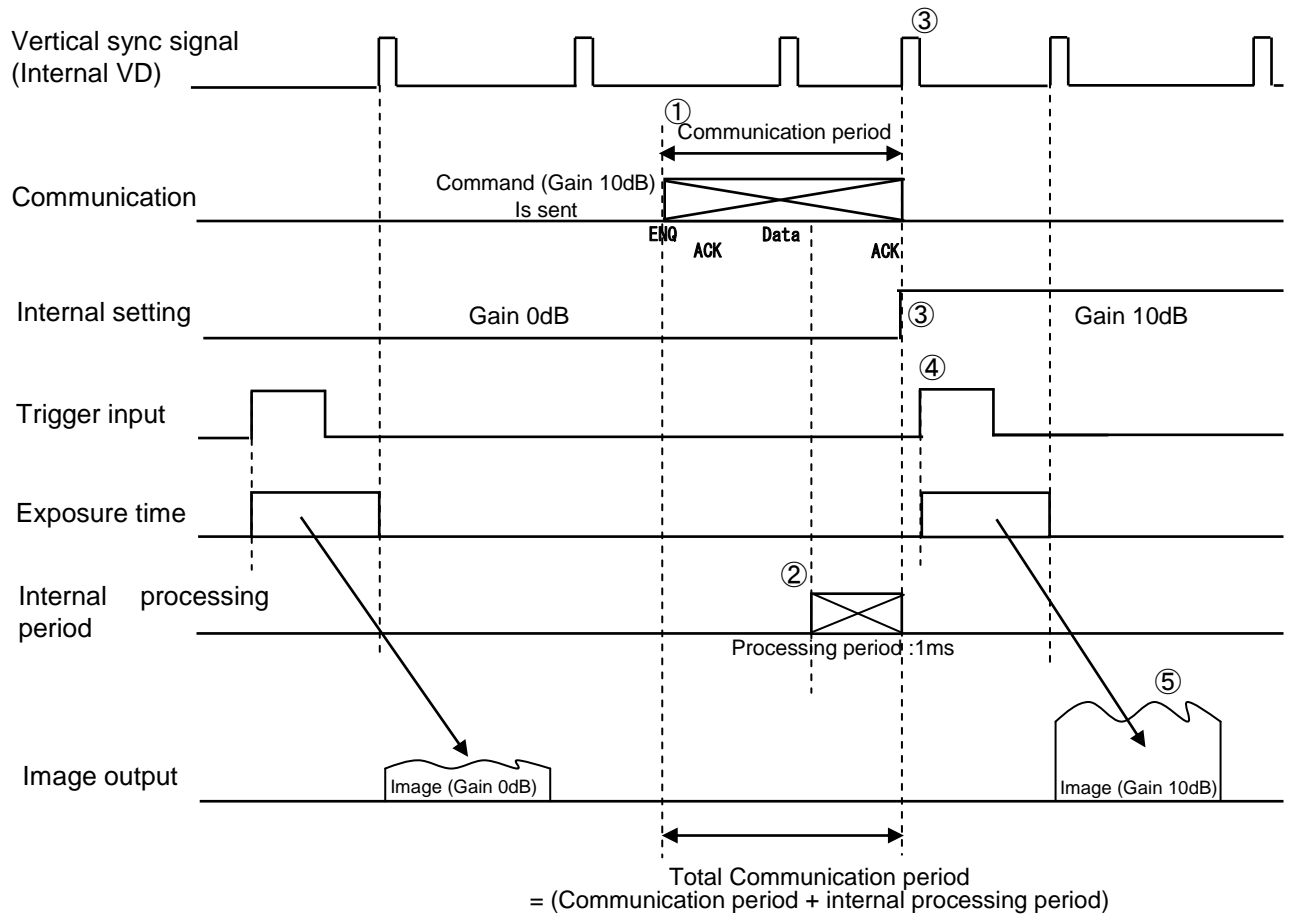 ③
Vertical sync signal
(Internal VD)
①
Communication period
Communication
Command (Gain 10dB)
Is sent
ENQ
ACK
Data
ACK
Internal setting
Gain 0dB
③
Gain 10dB
④
Trigger input
Exposure time
②
Internal processing
period
Processing period :1ms
⑤
Image output
Image (Gain 0dB)
Image (Gain 10dB)
Total Communication period
= (Communication period + internal processing period)